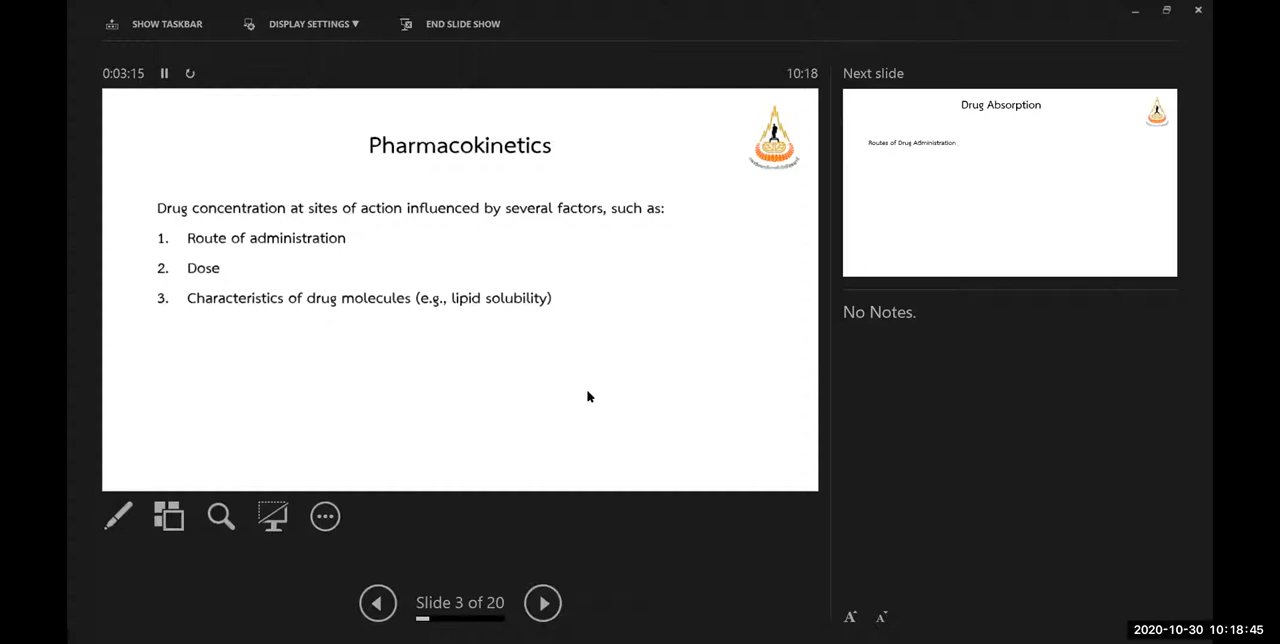 SHOW TASKBAR
DISPLAY SETTINGS ▼
END SLIDE SHOW
0:03:15
10:18
Pharmacokinetics
Drug concentration at sites of action influenced by several factors, such as:
1. Route of administration
2. Dose
3. Characteristics of drug molecules (e.g., lipid solubility)
Next slide
Drug Absorption
Routes of Drug Administration
No Notes.
Slide 3 of 20
A A
2020-10-30 10:18:45